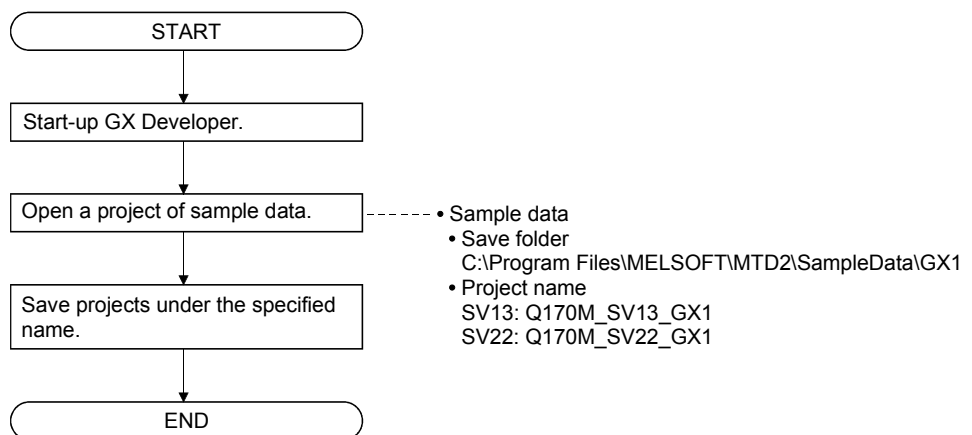 START
Start-up GX Developer.
Open a project of sample data.
• Sample data
• Save folder
C:\Program Files\MELSOFT\MTD2\SampleData\GX1
• Project name
SV13: Q170M_SV13_GX1
SV22: Q170M_SV22_GX1
Save projects under the specified
name.
END